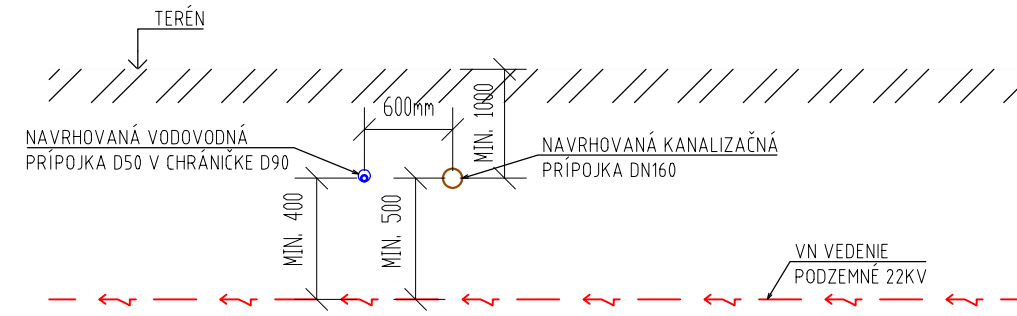 TERÉN
600mm
MIN. 1000
NAVRHOVANÁ VODOVODNÁ
PRÍPOJKA D50 V CHRÁNIČKE D90
NAVRHOVANÁ KANALIZAČNÁ
PRÍPOJKA DN160
MIN. 400
MIN. 500
VN VEDENIE
PODZEMNÉ 22KV